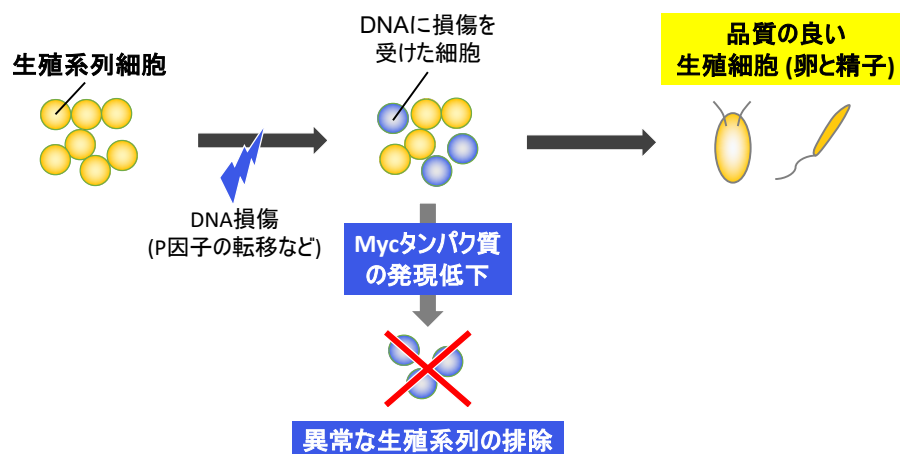 生殖系列細胞
DNA損傷
(P因子の転移など)
DNAに損傷を
受けた細胞
Mycタンパク質
の発現低下
異常な生殖系列の排除
品質の良い
生殖細胞 (卵と精子)